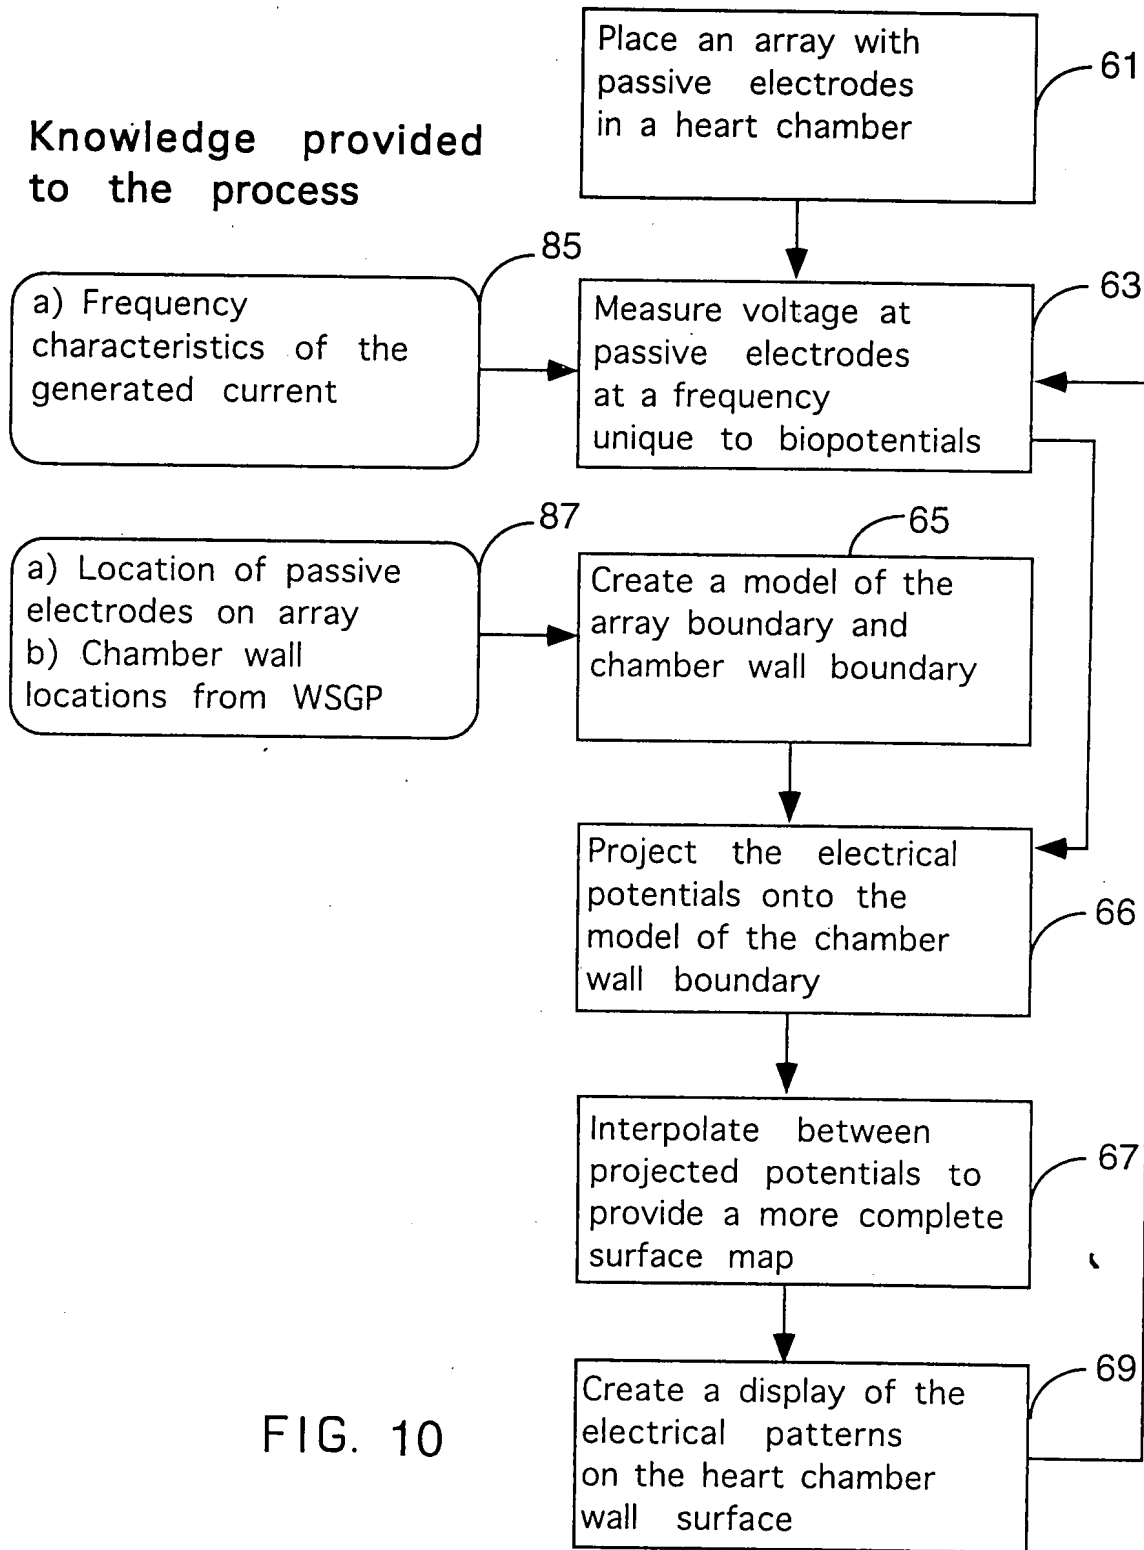 Place an array with
passive electrodes
in a heart chamber
61
Knowledge provided
to the process
85
a) Frequency
characteristics of the
generated current
63
Measure voltage at
passive electrodes
at a frequency
unique to biopotentials
87
a) Location of passive
electrodes on array
b) Chamber wall
locations from WSGP
65
Create a model of the
array boundary and
chamber wall boundary
Project the electrical
potentials onto the
model of the chamber
wall boundary
66
Interpolate between
projected potentials to
provide a more complete
surface map
67
Create a display of the
electrical patterns
on the heart chamber
wall surface
69
FIG. 10